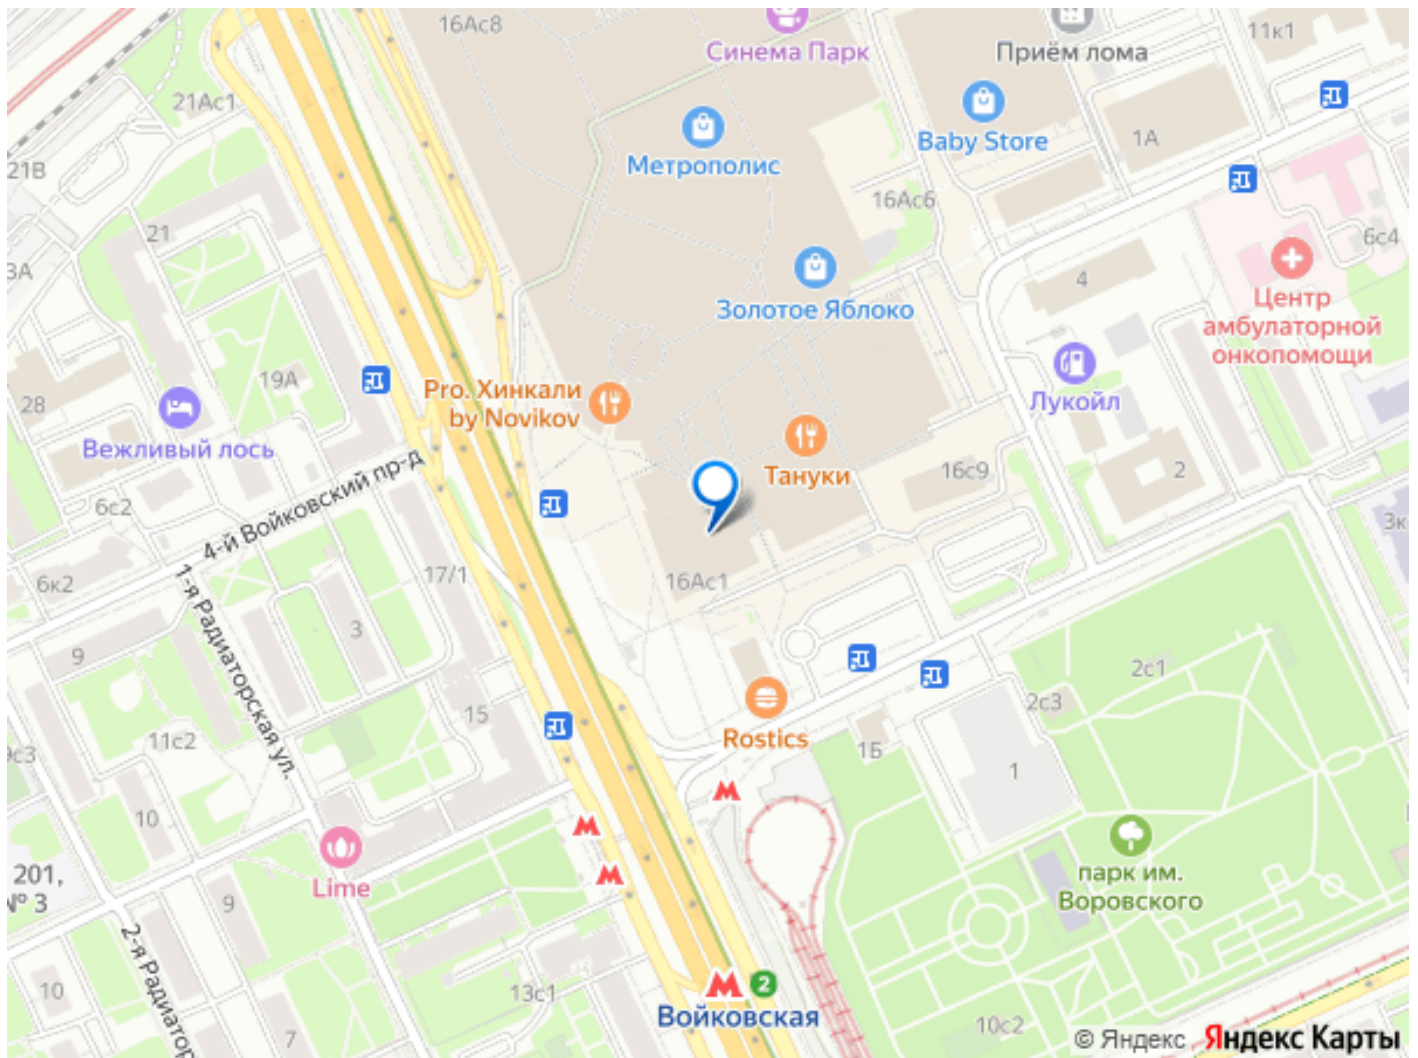 16Ас8
Синема Парк
Приём лома
11к1
21Ас1
Метрополис
Baby Store
1А
21В
16Ас6
21
6с4
3А
4
Золотое Яблоко
Центр
амбулаторной
онкопомощи
19А
Pro. Хинкали
by Novikov
Лукойл
28
Вежливый лось
Тануки
16с9
2
6с2
4-й Войковский пр-д
3к
6к2
17/1
16Ас1
1-я Радиаторская ул.
3
9
2с1
15
2с3
11с2
9с3
Rostics
1Б
1
10
201,
№ 3
Lime
парк им.
Воровского
9
2-я Радиатор
10
13с1
2
Войковская
7
10с2
© Яндекс
Яндекс Карты